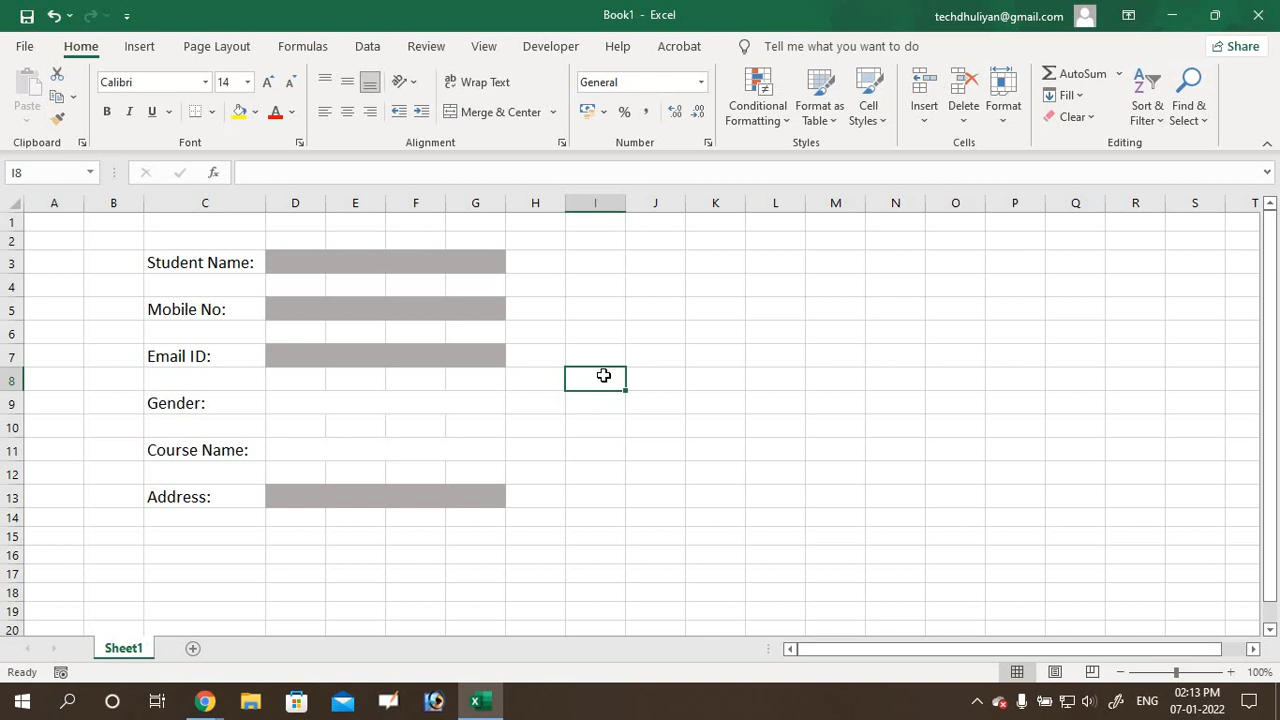 Book1 - Excel
techdhuliyan@gmail.com
File Home Insert Page Layout Formulas Data Review View Developer Help Acrobat Tell me what you want to do Share
Paste
Calibri 14
B I U A
Wrap Text
Merge & Center
General
%
Conditional Formatting
Format as Table
Cell Styles
Insert
Delete
Format
AutoSum
Fill
Clear
Sort & Filter
Find & Select
Clipboard Font Alignment Number Styles Cells Editing
I8
fx
A B C D E F G H I J K L M N O P Q R S T
1
2
3 Student Name:
4
5 Mobile No:
6
7 Email ID:
8
9 Gender:
10
11 Course Name:
12
13 Address:
14
15
16
17
18
19
20
Sheet1
Ready
100%
ENG
02:13 PM
07-01-2022